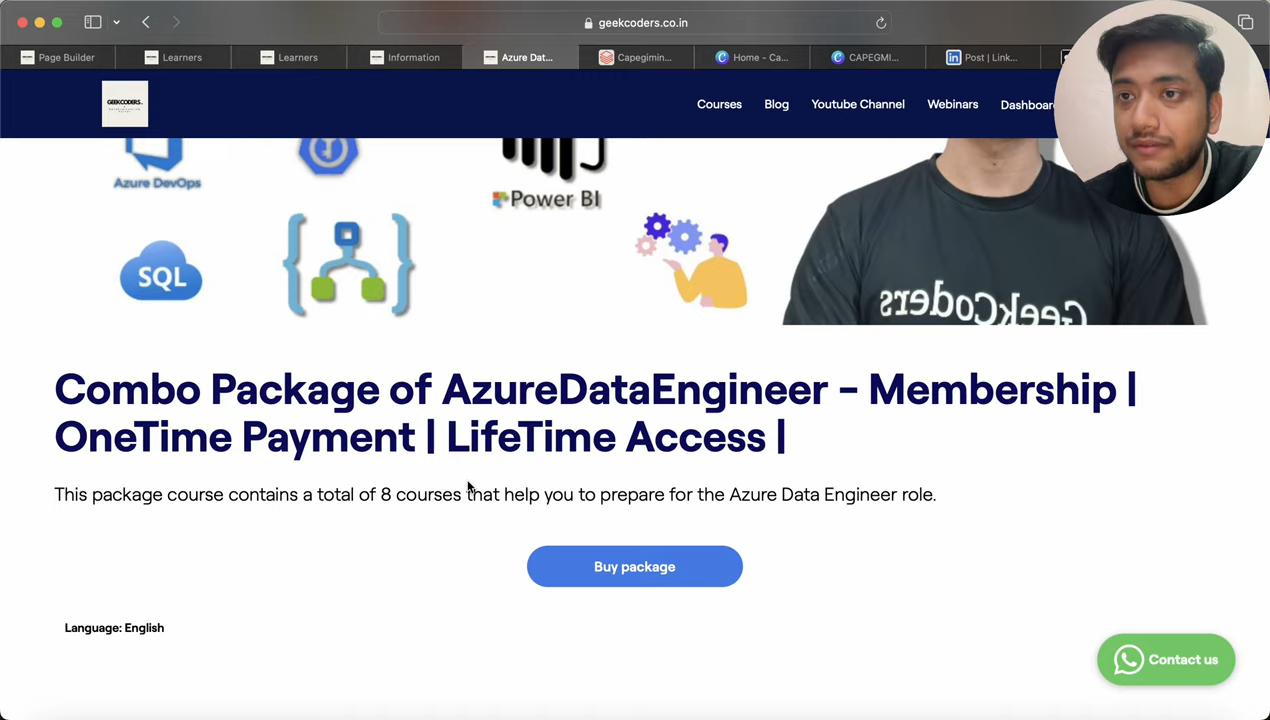 geekcoders.co.in
Page Builder
Learners
Learners
Information
Azure Dat...
Capegimin...
Home - Ca...
CAPEGMI...
Post | Link...
GEEKCODERS
Courses
Blog
Youtube Channel
Webinars
Dashboar
Azure DevOps
Power BI
SQL
GeekCoders
Combo Package of AzureDataEngineer - Membership |
OneTime Payment | LifeTime Access |
This package course contains a total of 8 courses that help you to prepare for the Azure Data Engineer role.
Buy package
Language: English
Contact us